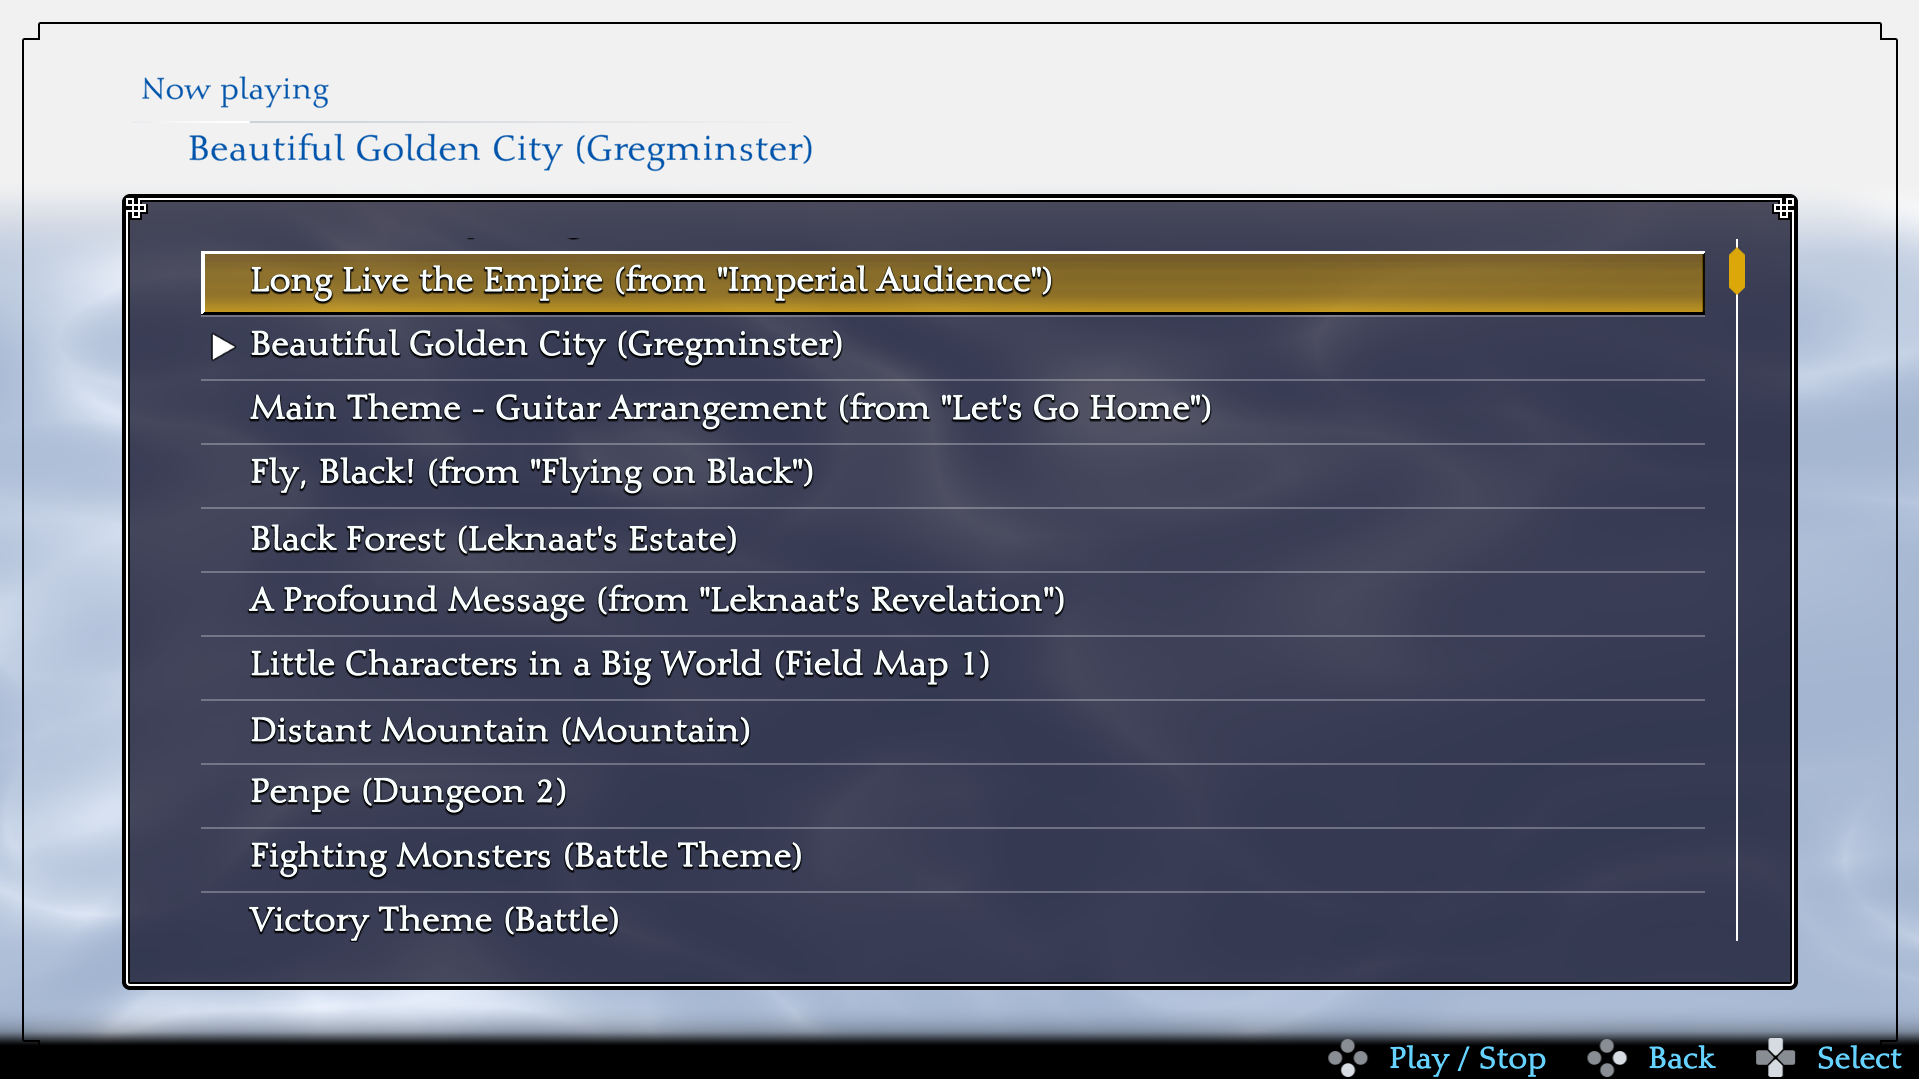 Now playing
Beautiful Golden City (Gregminster)
Long Live the Empire (from "Imperial Audience")
Beautiful Golden City (Gregminster)
Main Theme - Guitar Arrangement (from "Let's Go Home")
Fly, Black! (from "Flying on Black")
Black Forest (Leknaat's Estate)
A Profound Message (from "Leknaat's Revelation")
Little Characters in a Big World (Field Map 1)
Distant Mountain (Mountain)
Penpe (Dungeon 2)
Fighting Monsters (Battle Theme)
Victory Theme (Battle)
Play / Stop Back Select